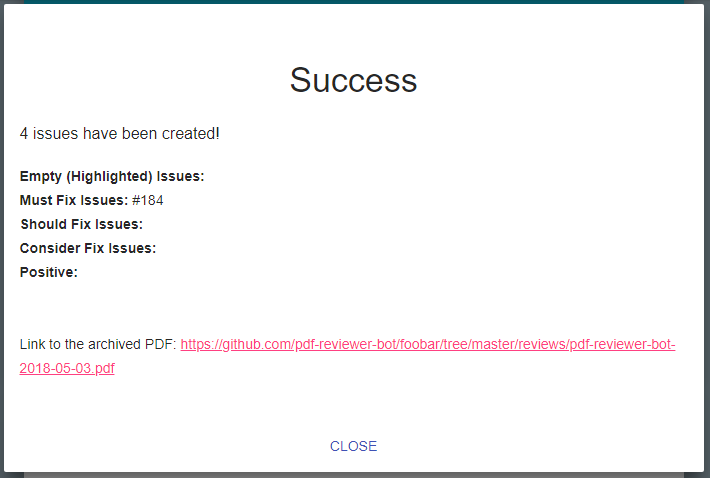 Success
4 issues have been created!
Empty (Highlighted) Issues:
Must Fix Issues: #184
Should Fix Issues:
Consider Fix Issues:
Positive:
Link to the archived PDF: https://github.com/pdf-reviewer-bot/foobar/tree/master/reviews/pdf-reviewer-bot-
2018-05-03.pdf
CLOSE